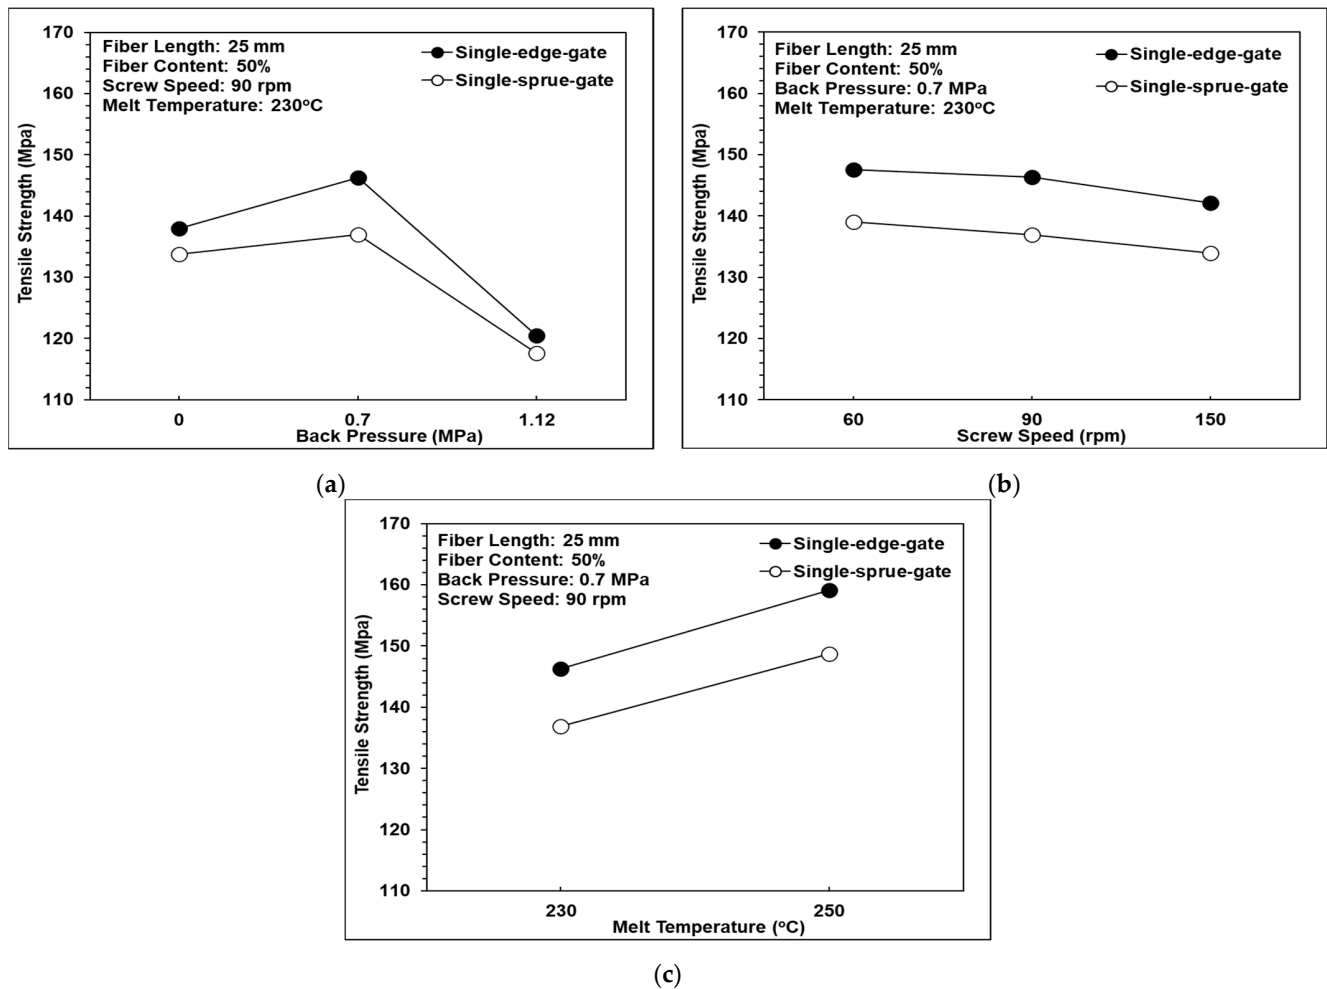 170
160
150
140
130
120
110
Tensile Strength (Mpa)
Fiber Length: 25 mm
Fiber Content: 50%
Screw Speed: 90 rpm
Melt Temperature: 230°C
Single-edge-gate
Single-sprue-gate
0 0.7 1.12
Back Pressure (MPa)
(a)
170
160
150
140
130
120
110
Tensile Strength (Mpa)
Fiber Length: 25 mm
Fiber Content: 50%
Back Pressure: 0.7 MPa
Melt Temperature: 230°C
Single-edge-gate
Single-sprue-gate
60 90 150
Screw Speed (rpm)
(b)
170
160
150
140
130
120
110
Tensile Strength (Mpa)
Fiber Length: 25 mm
Fiber Content: 50%
Back Pressure: 0.7 MPa
Screw Speed: 90 rpm
Single-edge-gate
Single-sprue-gate
230 250
Melt Temperature (°C)
(c)